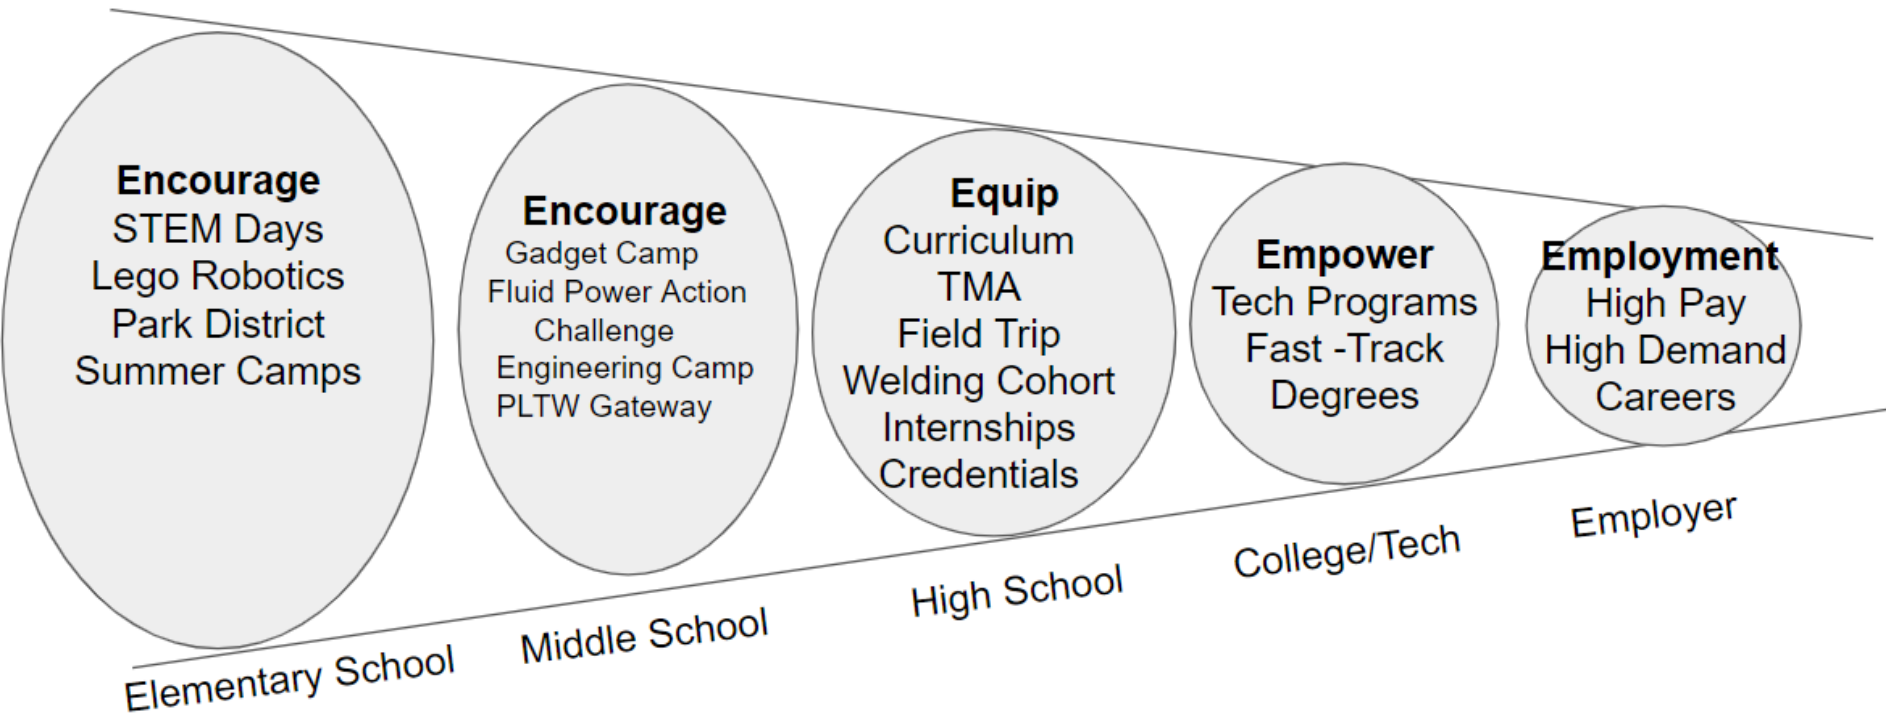 Encourage
STEM Days
Lego Robotics
Park District
Summer Camps
Elementary School
Encourage
Gadget Camp
Fluid Power Action
Challenge
Engineering Camp
PLTW Gateway
Middle School
Equip
Curriculum
TMA
Field Trip
Welding Cohort
Internships
Credentials
High School
Empower
Tech Programs
Fast -Track
Degrees
College/Tech
Employment
High Pay
High Demand
Careers
Employer